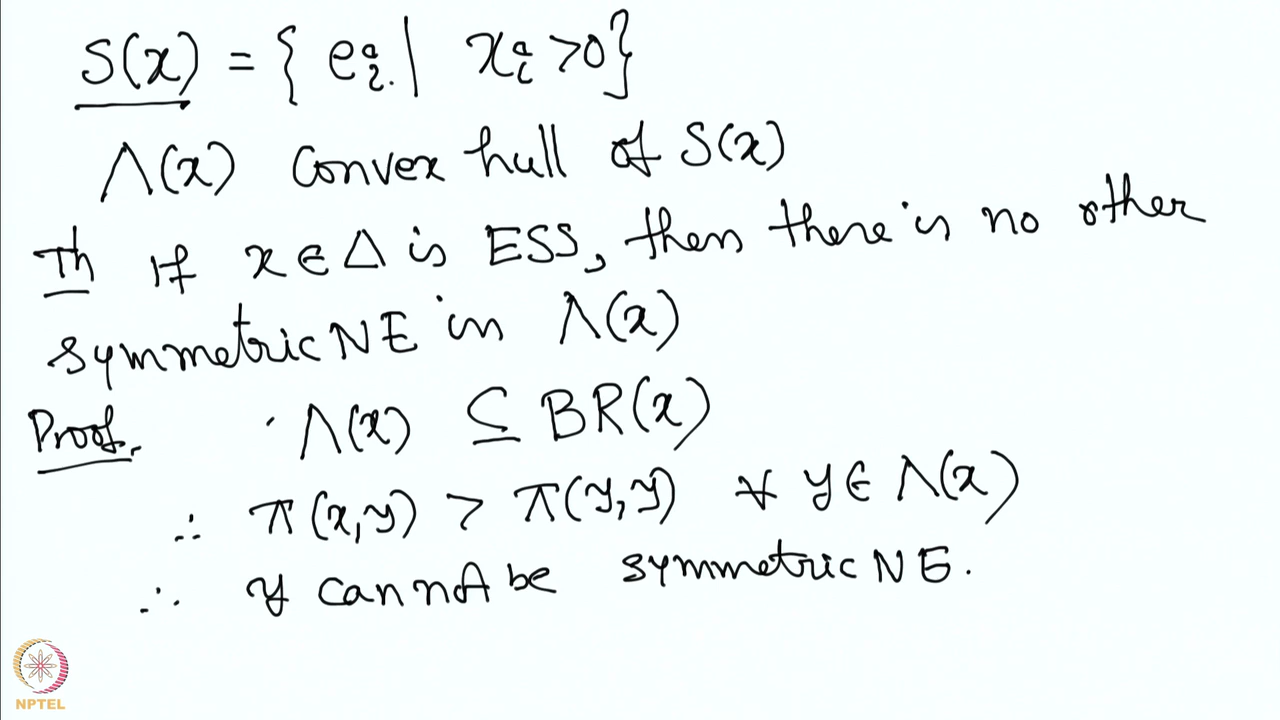 S(x) = { eᵢ | xᵢ > 0 }
Λ(x) convex hull of S(x)
Th If x ∈ Δ is ESS, then there is no other
symmetric NE in Λ(x)
Proof. Λ(x) ⊆ BR(x)
∴ π(x,y) > π(y,y) ∀ y ∈ Λ(x)
∴ y cannot be symmetric NE.
NPTEL